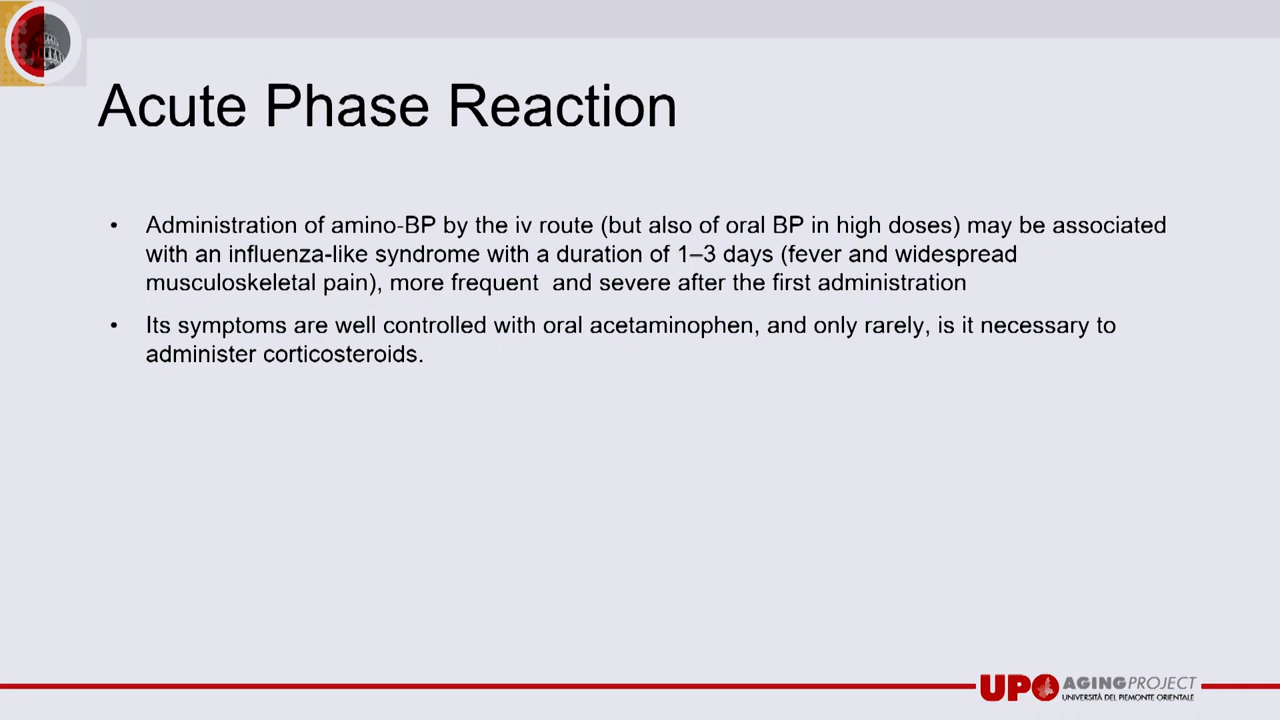 Acute Phase Reaction
• Administration of amino-BP by the iv route (but also of oral BP in high doses) may be associated
with an influenza-like syndrome with a duration of 1–3 days (fever and widespread
musculoskeletal pain), more frequent  and severe after the first administration
• Its symptoms are well controlled with oral acetaminophen, and only rarely, is it necessary to
administer corticosteroids.
UPO AGING PROJECT
UNIVERSITÀ DEL PIEMONTE ORIENTALE